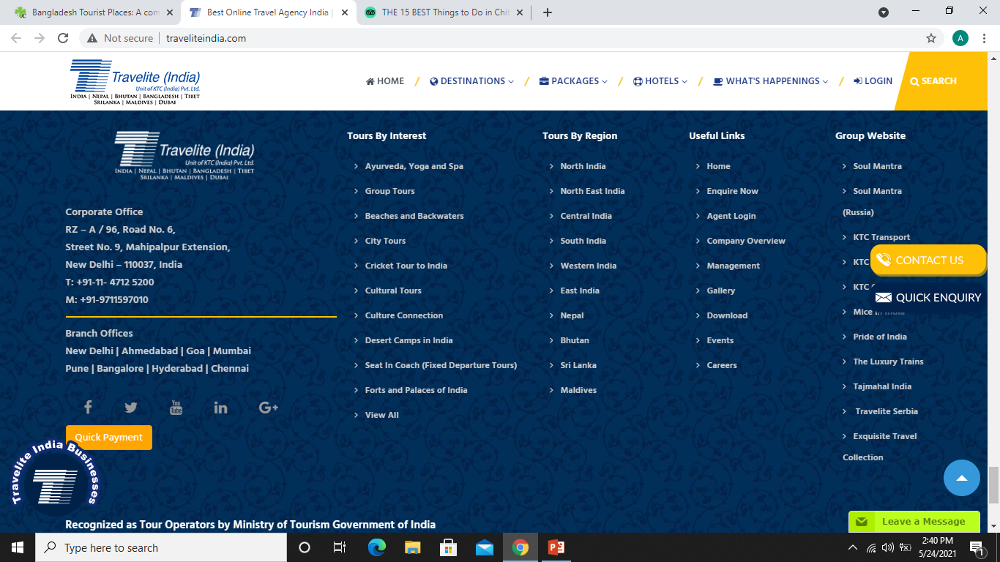 Bangladesh Tourist Places: A com
Best Online Travel Agency India |
THE 15 BEST Things to Do in Chit
Not secure
traveliteindia.com
A
Travelite (India)
Unit of KTC (India) Pvt. Ltd.
INDIA | NEPAL | BHUTAN | BANGLADESH | TIBET
SRILANKA | MALDIVES | DUBAI
HOME / DESTINATIONS / PACKAGES / HOTELS / WHAT'S HAPPENINGS / LOGIN
SEARCH
Travelite (India)
Unit of KTC (India) Pvt. Ltd.
INDIA | NEPAL | BHUTAN | BANGLADESH | TIBET
SRILANKA | MALDIVES | DUBAI
Corporate Office
RZ – A / 96, Road No. 6,
Street No. 9, Mahipalpur Extension,
New Delhi – 110037, India
T: +91-11- 4712 5200
M: +91-9711597010
Branch Offices
New Delhi | Ahmedabad | Goa | Mumbai
Pune | Bangalore | Hyderabad | Chennai
f
You
Tube
in
G+
Quick Payment
Travelite India Businesses
Tours By Interest
Ayurveda, Yoga and Spa
Group Tours
Beaches and Backwaters
City Tours
Cricket Tour to India
Cultural Tours
Culture Connection
Desert Camps in India
Seat In Coach (Fixed Departure Tours)
Forts and Palaces of India
View All
Tours By Region
North India
North East India
Central India
South India
Western India
East India
Nepal
Bhutan
Sri Lanka
Maldives
Useful Links
Home
Enquire Now
Agent Login
Company Overview
Management
Gallery
Download
Events
Careers
Group Website
Soul Mantra
Soul Mantra
(Russia)
KTC Transport
KTC
KTC
Mice
Pride of India
The Luxury Trains
Tajmahal India
Travelite Serbia
Exquisite Travel
Collection
CONTACT US
QUICK ENQUIRY
Recognized as Tour Operators by Ministry of Tourism Government of India
Leave a Message
Type here to search
2:40 PM
5/24/2021
1